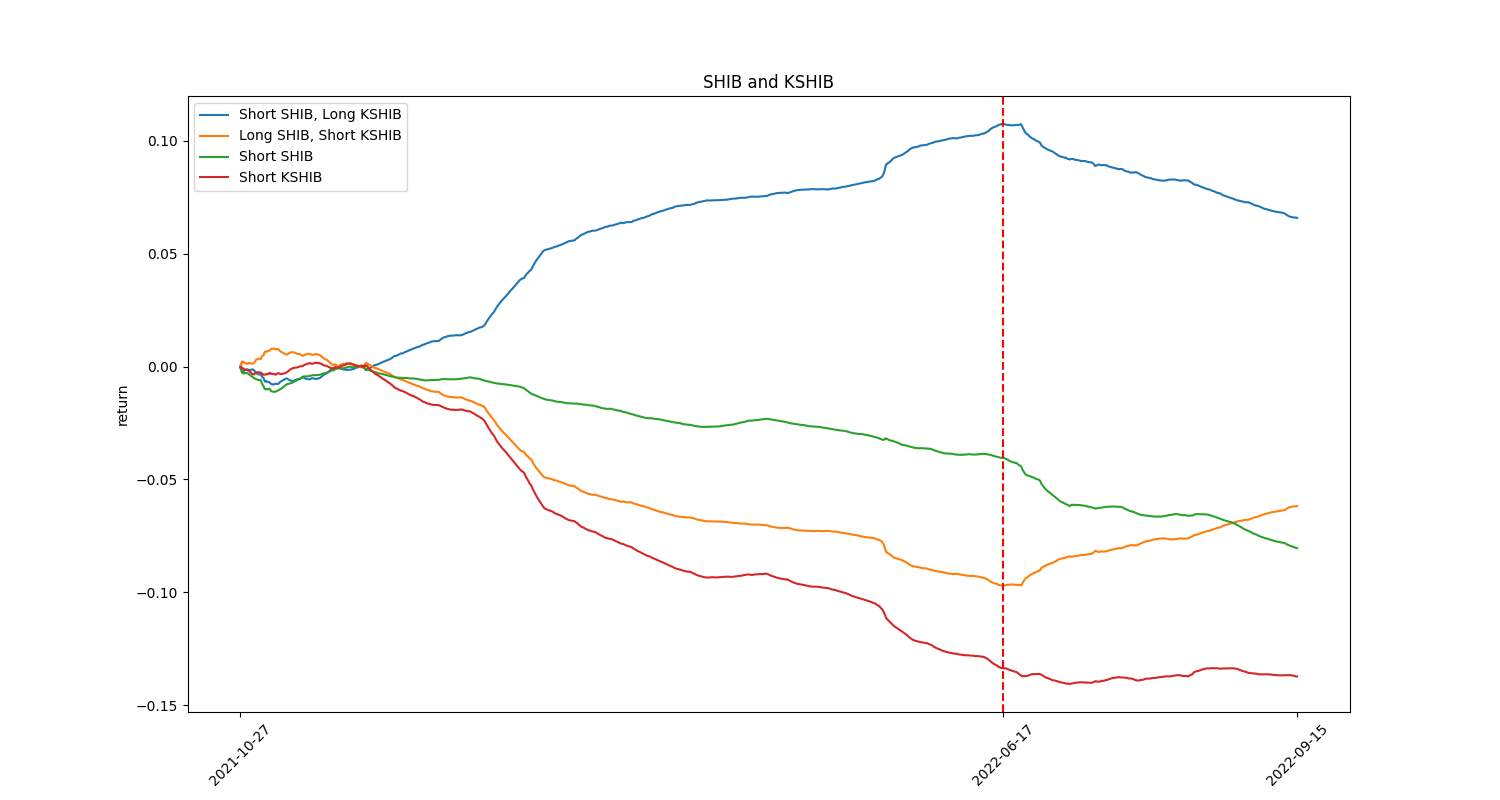 SHIB and KSHIB
Short SHIB, Long KSHIB
Long SHIB, Short KSHIB
Short SHIB
Short KSHIB
0.10
0.05
0.00
−0.05
−0.10
−0.15
return
2021-10-27
2022-06-17
2022-09-15